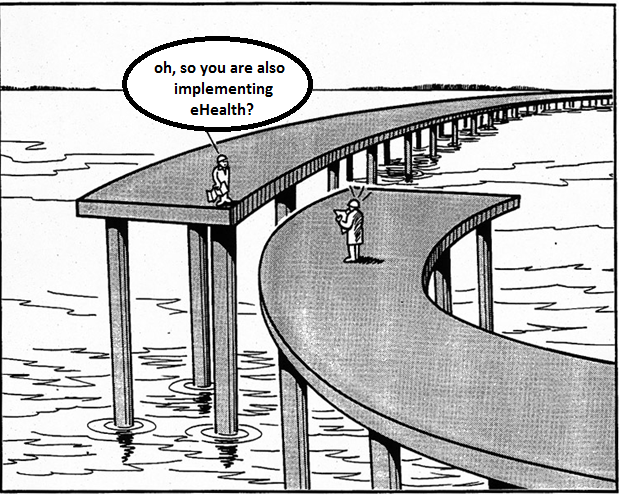 oh, so you are also
implementing
eHealth?